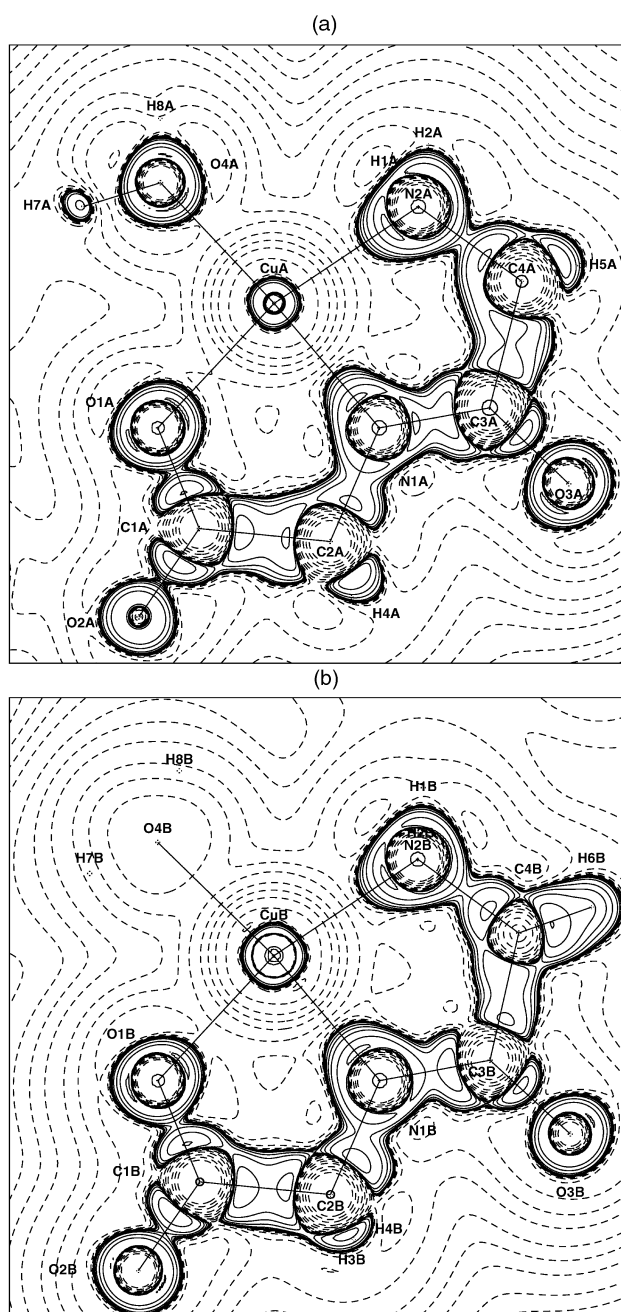 (a)
H8A
H2A
O4A
H1A
N2A
H7A
CuA
C4A
H5A
O1A
C3A
N1A
O3A
C1A
C2A
H4A
O2A
(b)
H8B
H1B
O4B
H2B
N2B
C4B
H6B
H7B
CuB
O1B
C3B
N1B
C1B
O3B
C2B
H4B
H3B
O2B